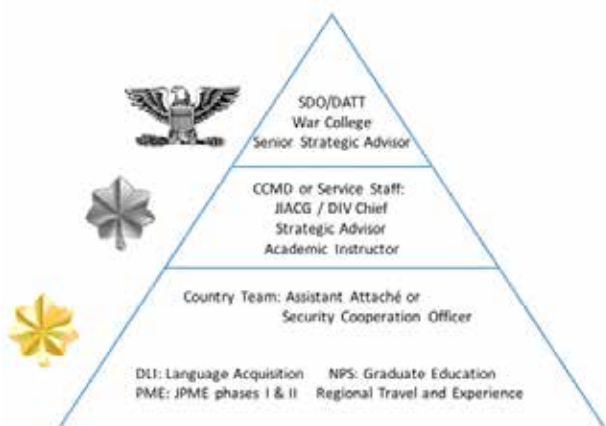 SDO/DATT
War College
Senior Strategic Advisor
CCMD or Service Staff:
JIACG / DIV Chief
Strategic Advisor
Academic Instructor
Country Team: Assistant Attaché or
Security Cooperation Officer
DLI: Language Acquisition NPS: Graduate Education
PME: JPME phases I & II Regional Travel and Experience